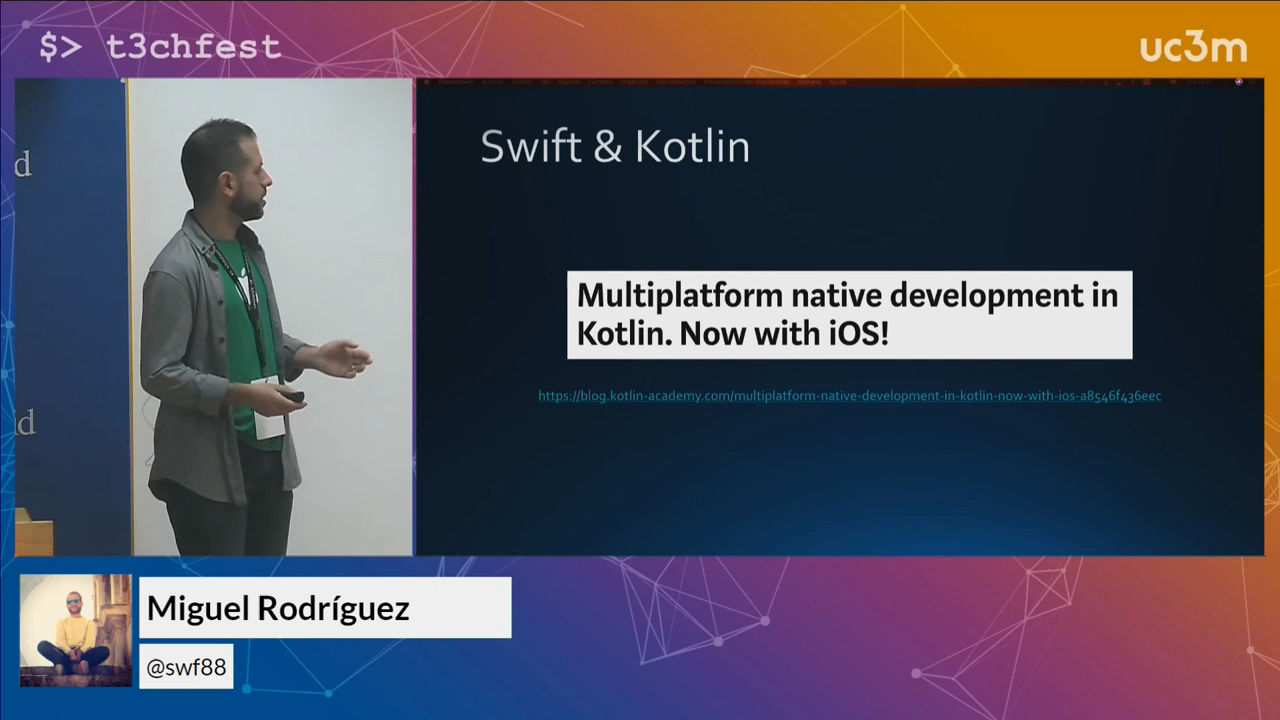 $> t3chfest
uc3m
d
Swift & Kotlin
Multiplatform native development in
Kotlin. Now with iOS!
https://blog.kotlin-academy.com/multiplatform-native-development-in-kotlin-now-with-ios-a8546f436eec
id
Miguel Rodríguez
@swf88